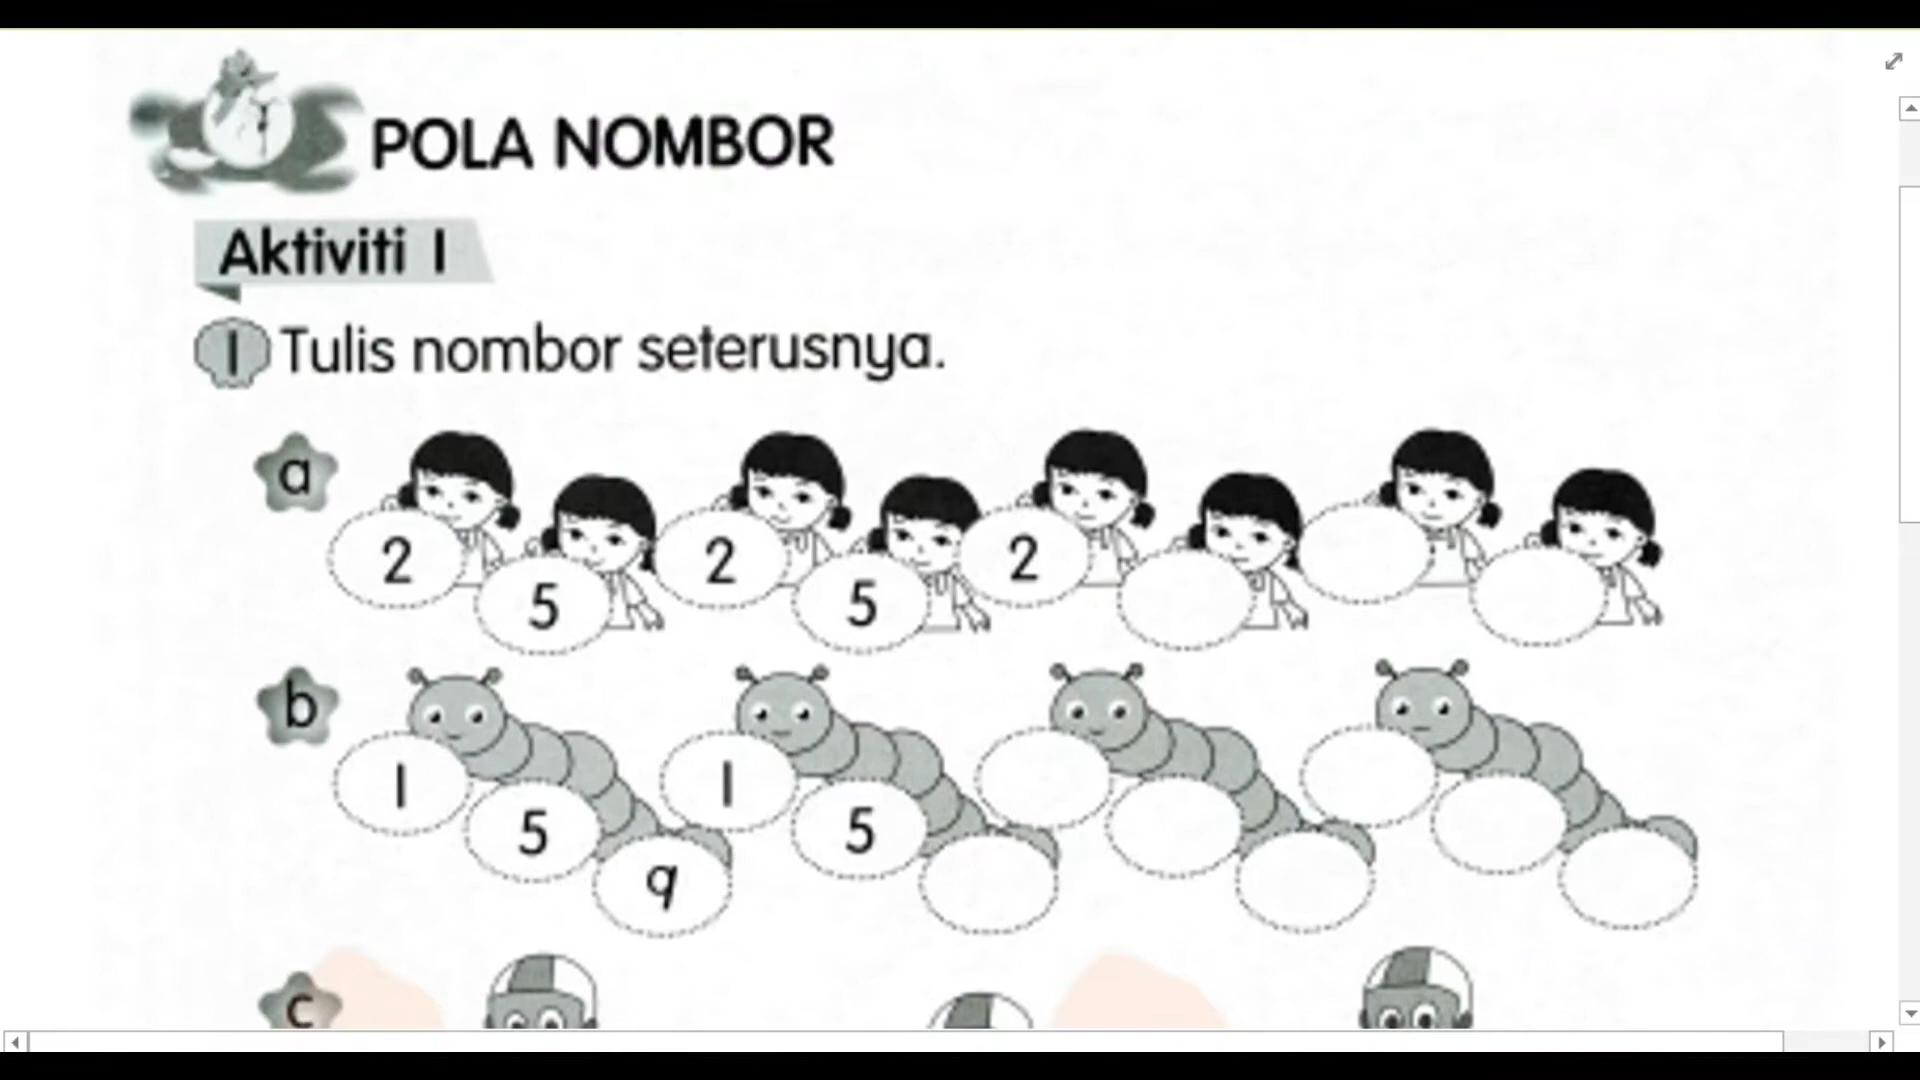 POLA NOMBOR
Aktiviti 1
1 Tulis nombor seterusnya.
a
2 5 2 5 2
b
1 5 9 1 5
c